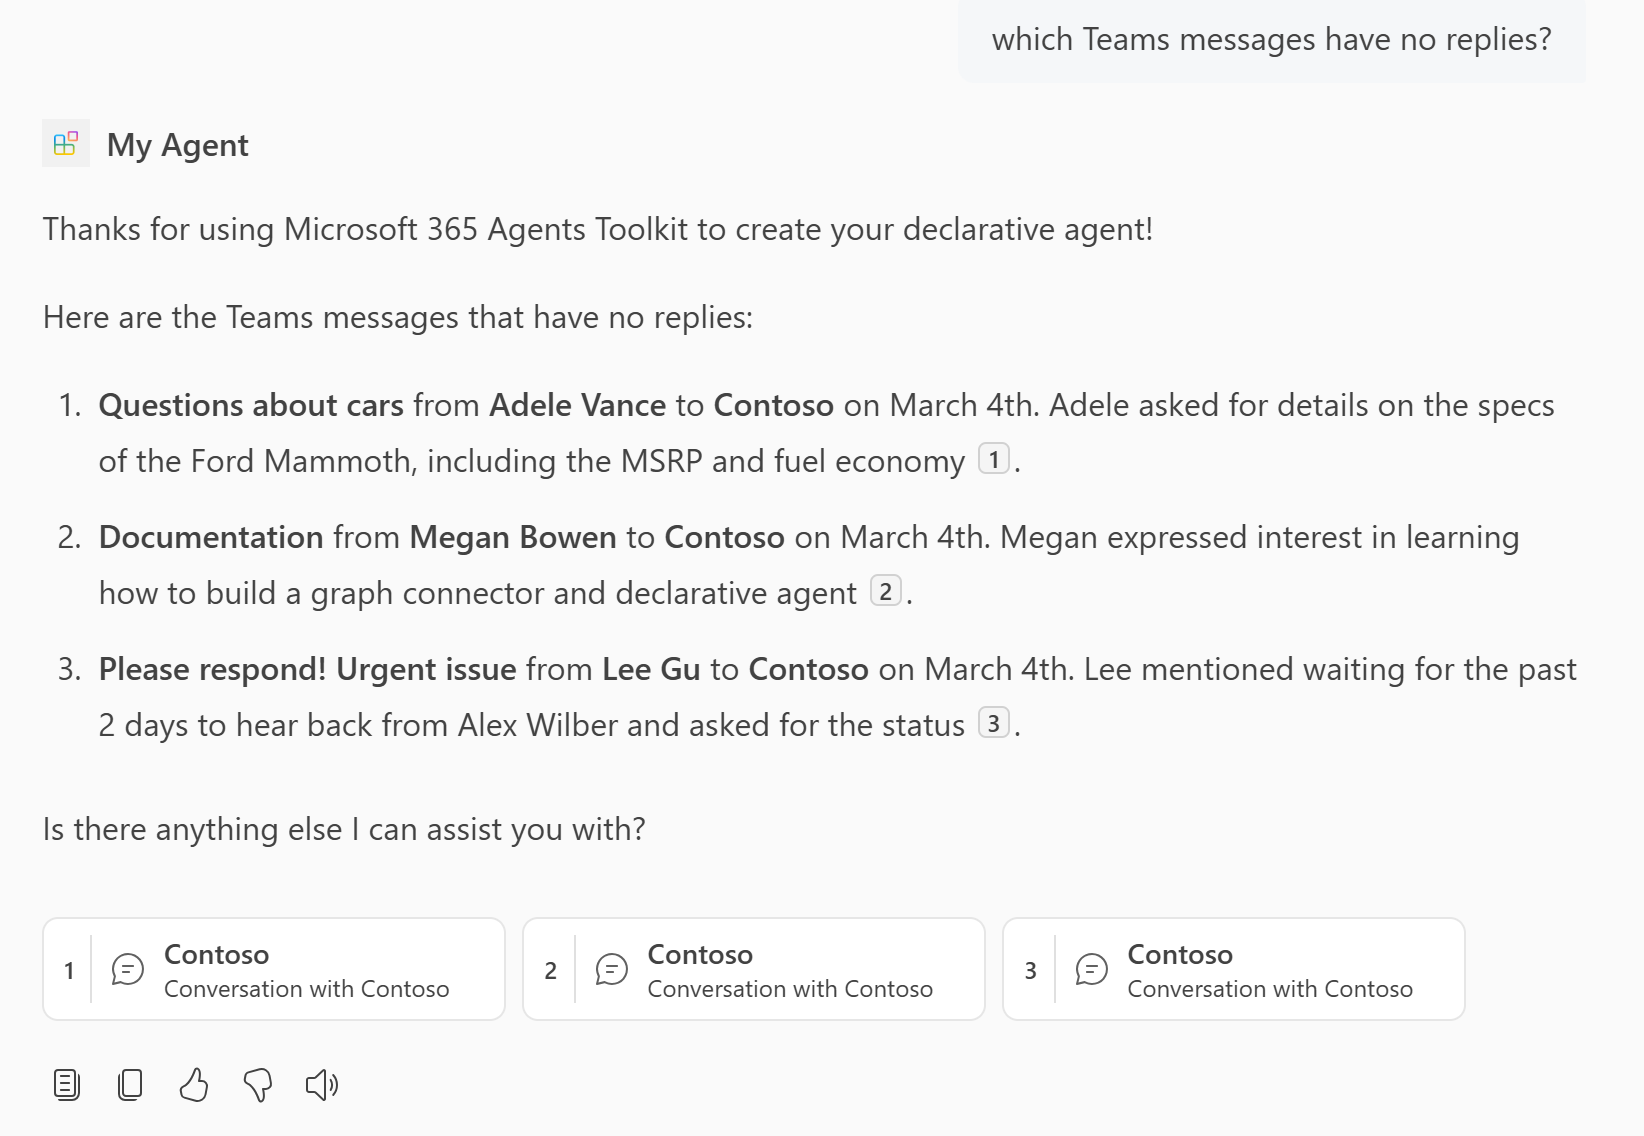 which Teams messages have no replies?
My Agent
Thanks for using Microsoft 365 Agents Toolkit to create your declarative agent!
Here are the Teams messages that have no replies:
1. Questions about cars from Adele Vance to Contoso on March 4th. Adele asked for details on the specs
of the Ford Mammoth, including the MSRP and fuel economy 1.
2. Documentation from Megan Bowen to Contoso on March 4th. Megan expressed interest in learning
how to build a graph connector and declarative agent 2.
3. Please respond! Urgent issue from Lee Gu to Contoso on March 4th. Lee mentioned waiting for the past
2 days to hear back from Alex Wilber and asked for the status 3.
Is there anything else I can assist you with?
1 Contoso
Conversation with Contoso
2 Contoso
Conversation with Contoso
3 Contoso
Conversation with Contoso